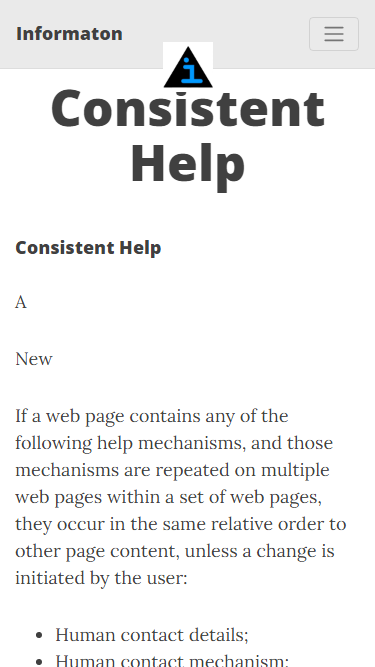 Informaton
Consistent
Help
Consistent Help
A
New
If a web page contains any of the
following help mechanisms, and those
mechanisms are repeated on multiple
web pages within a set of web pages,
they occur in the same relative order to
other page content, unless a change is
initiated by the user:
Human contact details;
Human contact mechanism;